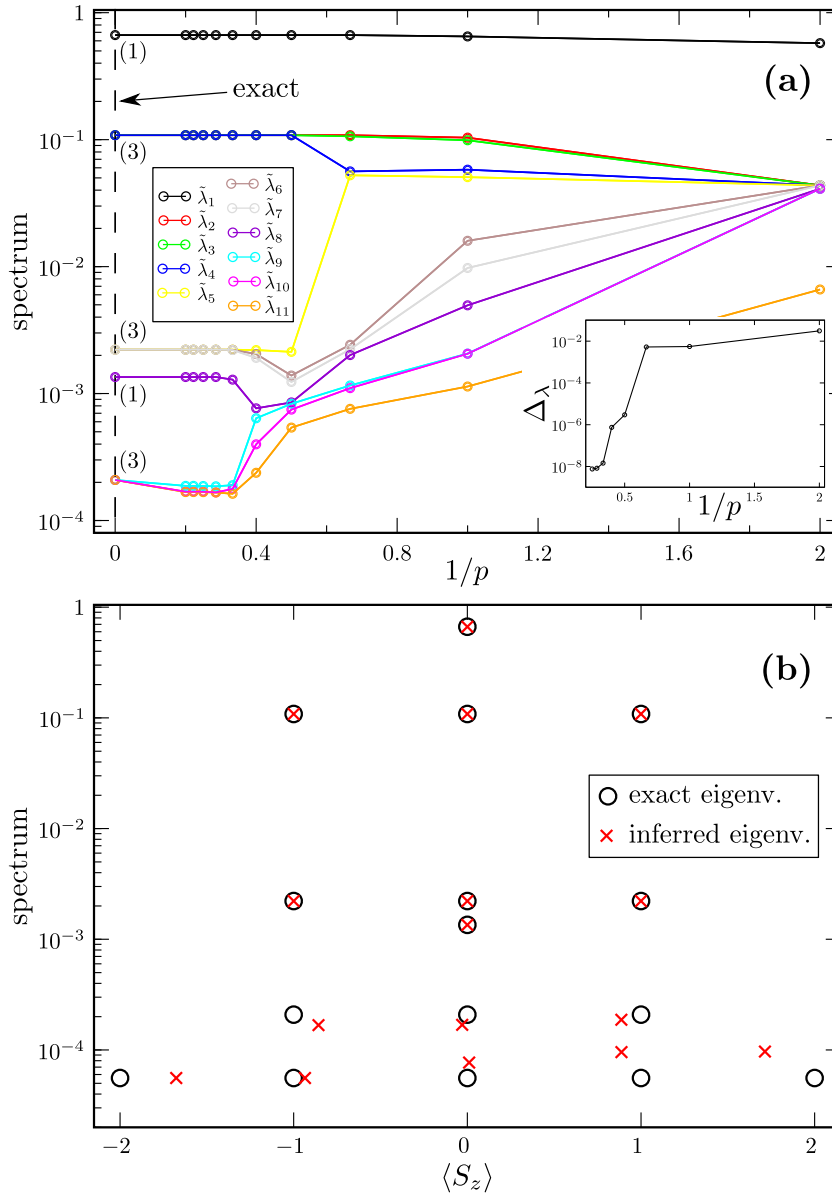 1
(1)
(a)
exact
10⁻¹
(3)
λ̃₁
λ̃₂
λ̃₃
λ̃₄
λ̃₅
λ̃₆
λ̃₇
λ̃₈
λ̃₉
λ̃₁₀
λ̃₁₁
spectrum
10⁻²
(3)
10⁻³
(1)
(3)
10⁻⁴
10⁻²
10⁻⁴
10⁻⁶
10⁻⁸
Δλ
0.5 1 1.5 2
1/p
0 0.4 0.8 1.2 1.6 2
1/p
1
(b)
10⁻¹
exact eigenv.
inferred eigenv.
10⁻²
spectrum
10⁻³
10⁻⁴
−2 −1 0 1 2
⟨S_z⟩